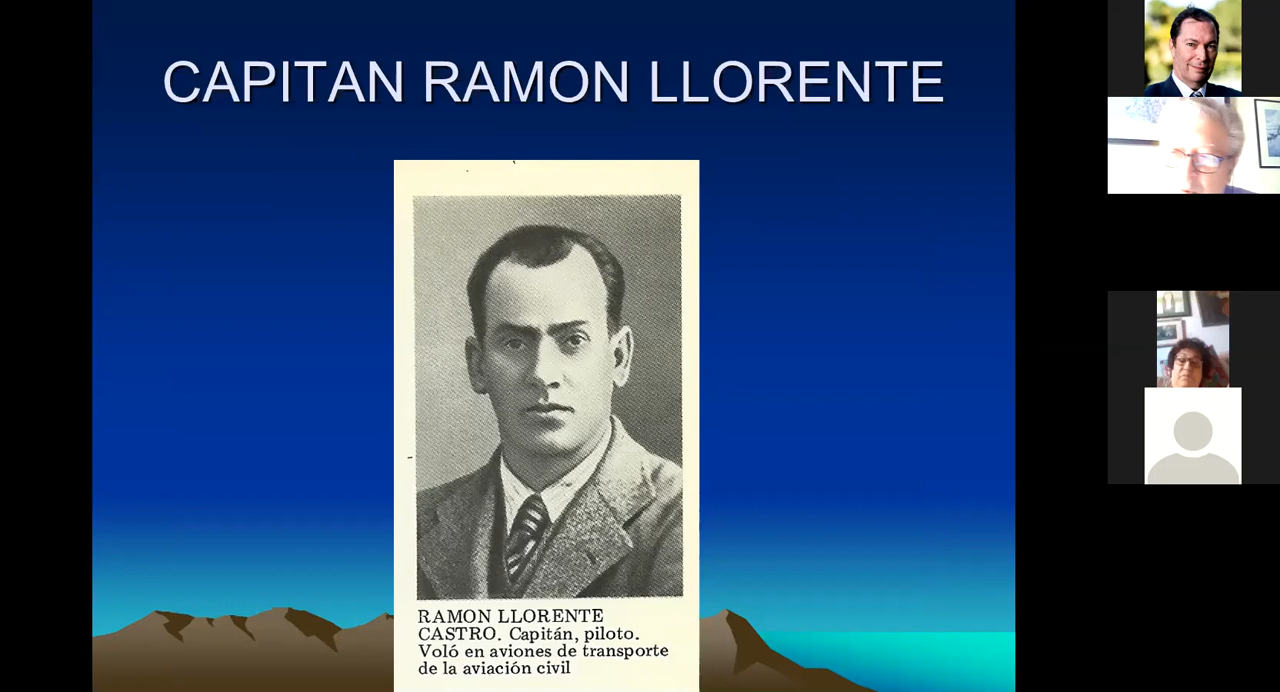 CAPITAN RAMON LLORENTE
RAMON LLORENTE
CASTRO. Capitán, piloto.
Voló en aviones de transporte
de la aviación civil